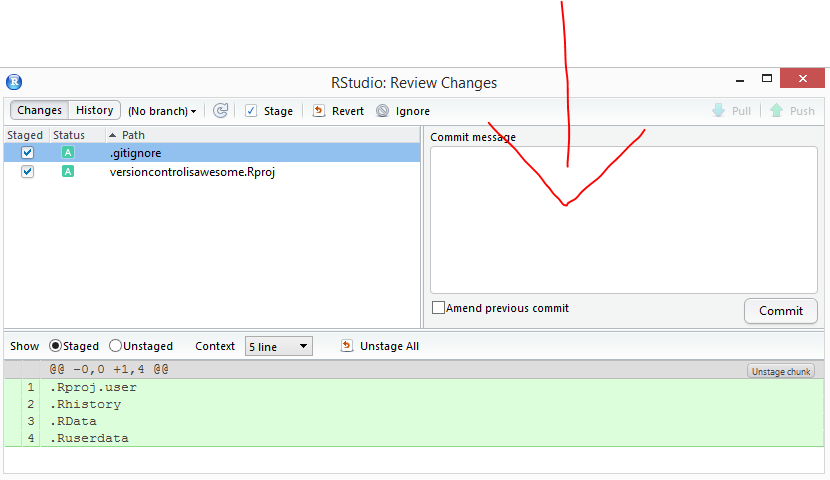 RStudio: Review Changes
Changes History (No branch) Stage Revert Ignore Pull Push
Staged Status Path
A .gitignore
A versioncontrolisawesome.Rproj
Commit message
Amend previous commit
Commit
Show Staged Unstaged Context 5 line Unstage All
@@ -0,0 +1,4 @@ Unstage chunk
1 .Rproj.user
2 .Rhistory
3 .RData
4 .Ruserdata